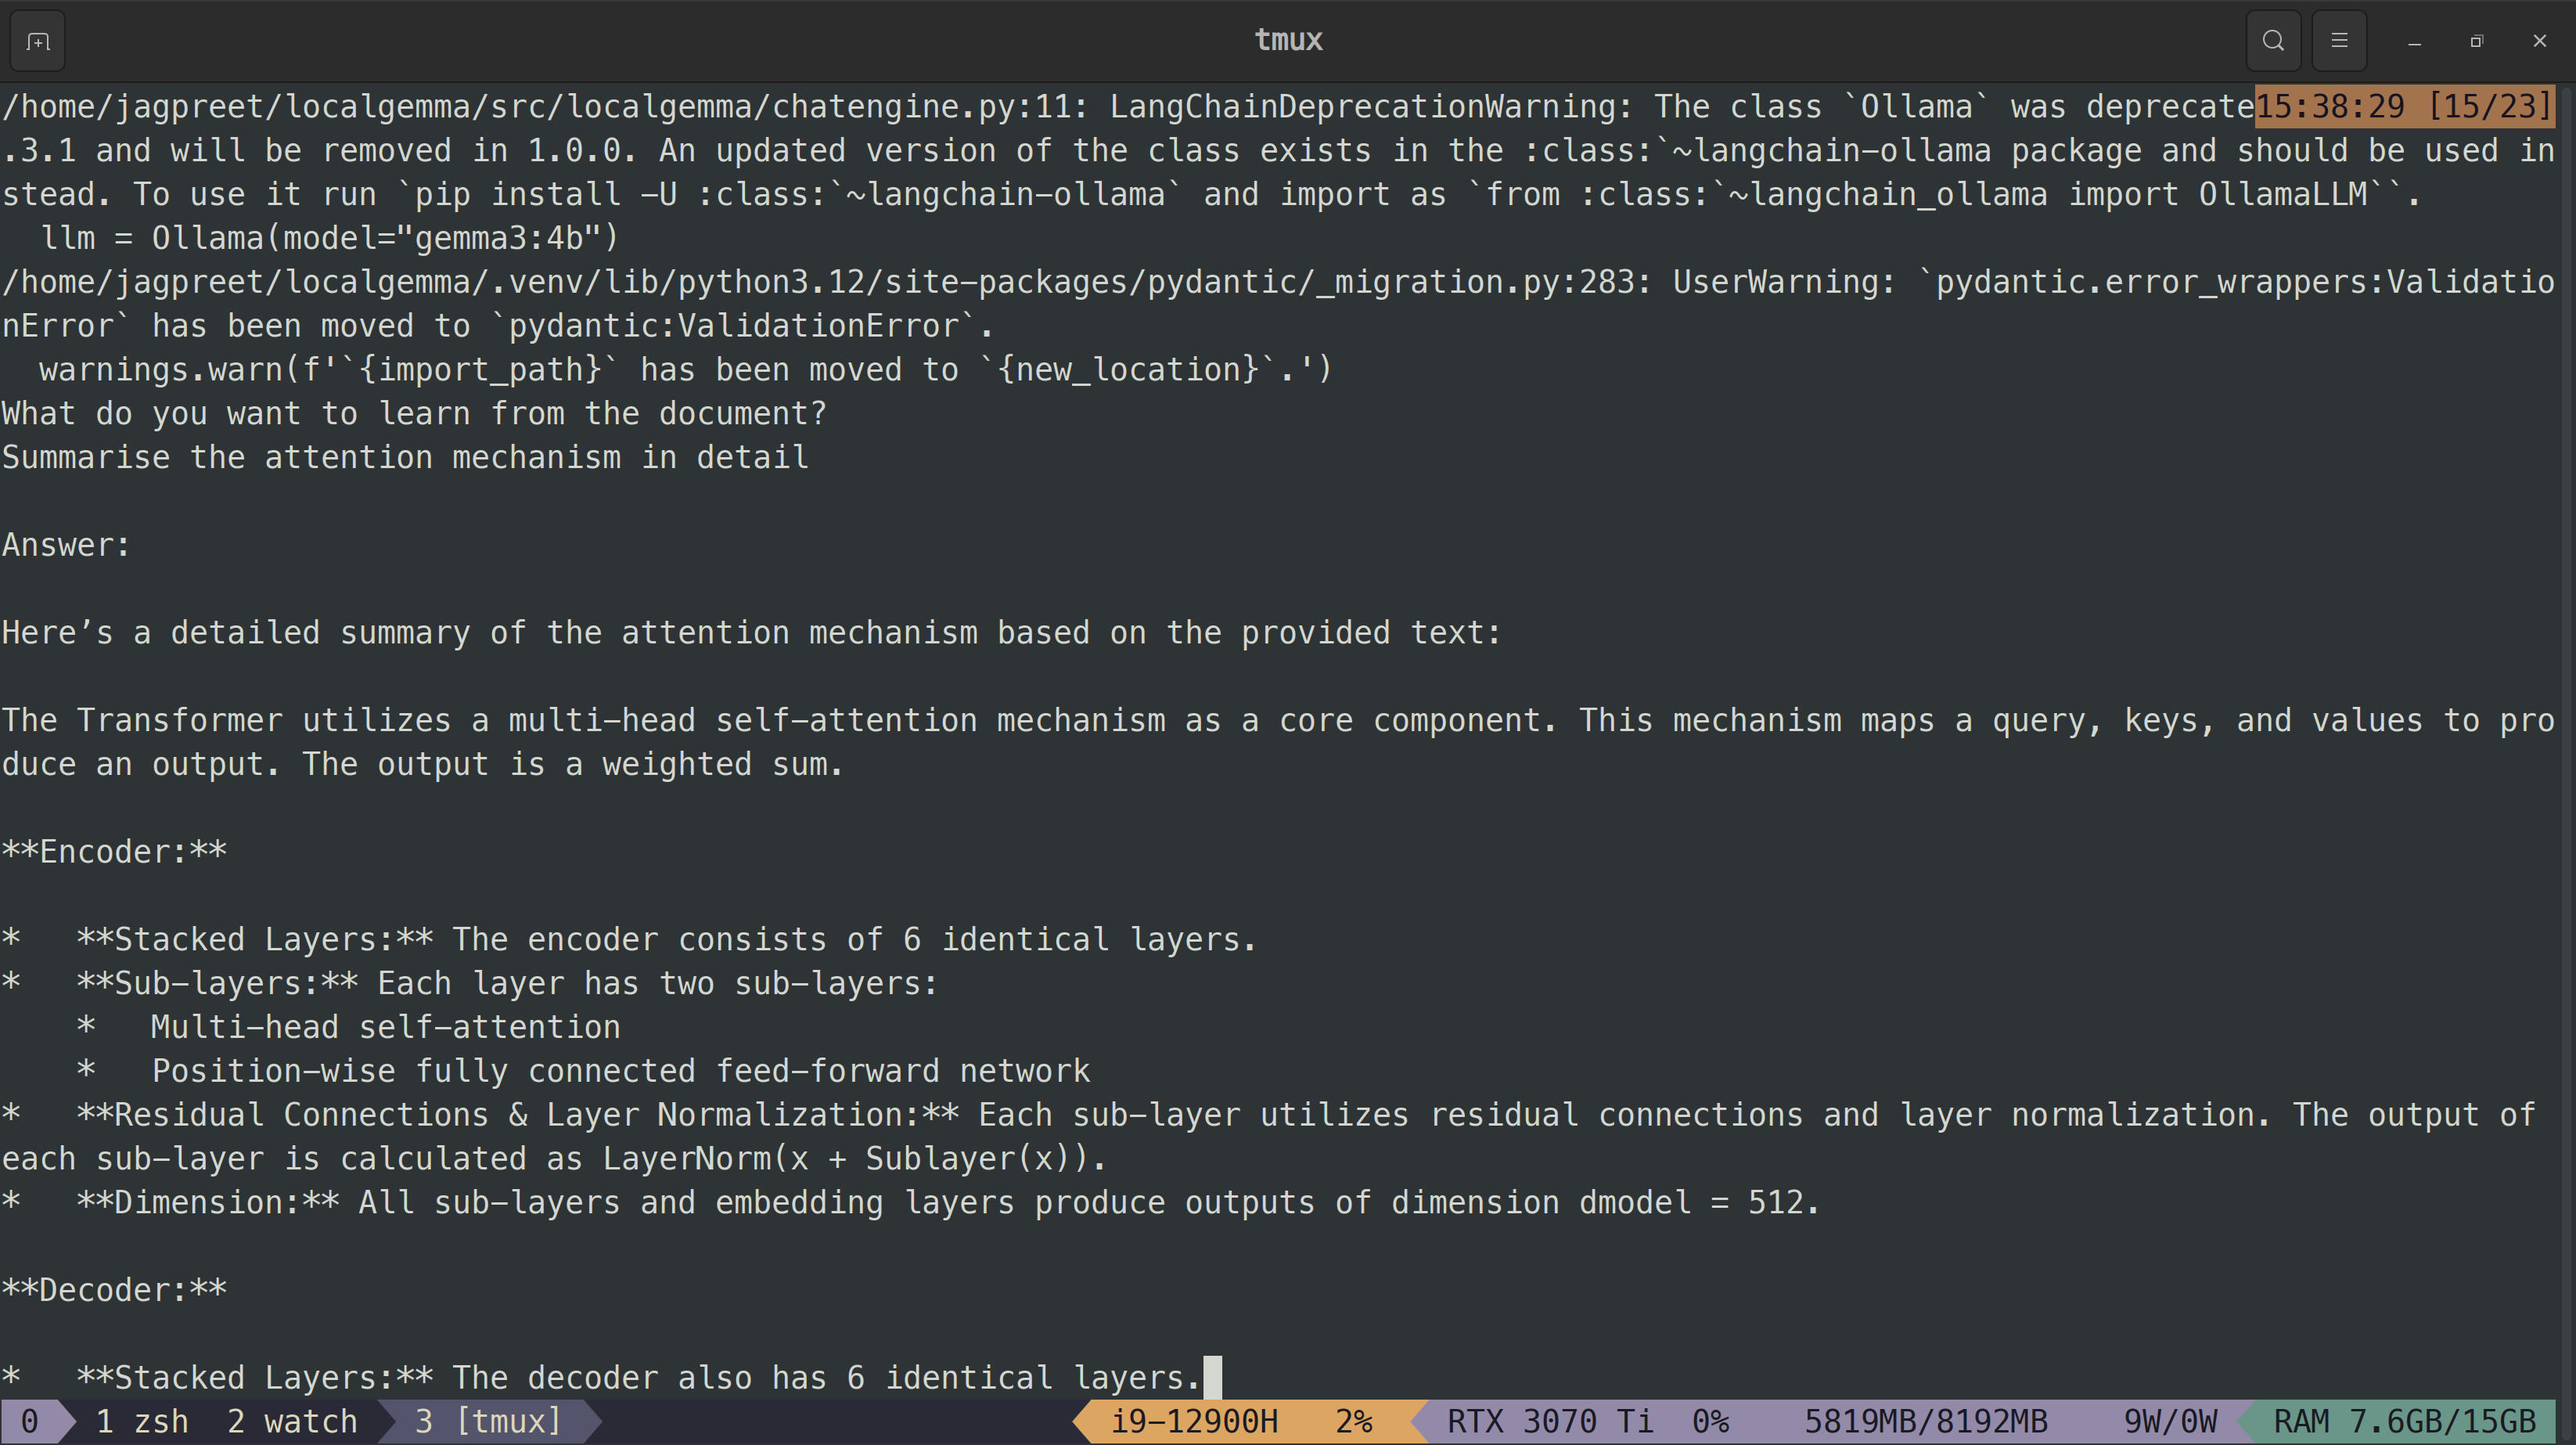 tmux
/home/jagpreet/localgemma/src/localgemma/chatengine.py:11: LangChainDeprecationWarning: The class `Ollama` was deprecate15:38:29 [15/23]
.3.1 and will be removed in 1.0.0. An updated version of the class exists in the :class:`~langchain-ollama package and should be used in
stead. To use it run `pip install -U :class:`~langchain-ollama` and import as `from :class:`~langchain_ollama import OllamaLLM``.
  llm = Ollama(model="gemma3:4b")
/home/jagpreet/localgemma/.venv/lib/python3.12/site-packages/pydantic/_migration.py:283: UserWarning: `pydantic.error_wrappers:Validatio
nError` has been moved to `pydantic:ValidationError`.
  warnings.warn(f'`{import_path}` has been moved to `{new_location}`.')
What do you want to learn from the document?
Summarise the attention mechanism in detail
Answer:
Here’s a detailed summary of the attention mechanism based on the provided text:
The Transformer utilizes a multi-head self-attention mechanism as a core component. This mechanism maps a query, keys, and values to pro
duce an output. The output is a weighted sum.
**Encoder:**
*   **Stacked Layers:** The encoder consists of 6 identical layers.
*   **Sub-layers:** Each layer has two sub-layers:
    *   Multi-head self-attention
    *   Position-wise fully connected feed-forward network
*   **Residual Connections & Layer Normalization:** Each sub-layer utilizes residual connections and layer normalization. The output of
each sub-layer is calculated as LayerNorm(x + Sublayer(x)).
*   **Dimension:** All sub-layers and embedding layers produce outputs of dimension dmodel = 512.
**Decoder:**
*   **Stacked Layers:** The decoder also has 6 identical layers.
0 1 zsh 2 watch 3 [tmux] i9-12900H 2% RTX 3070 Ti 0% 5819MB/8192MB 9W/0W RAM 7.6GB/15GB